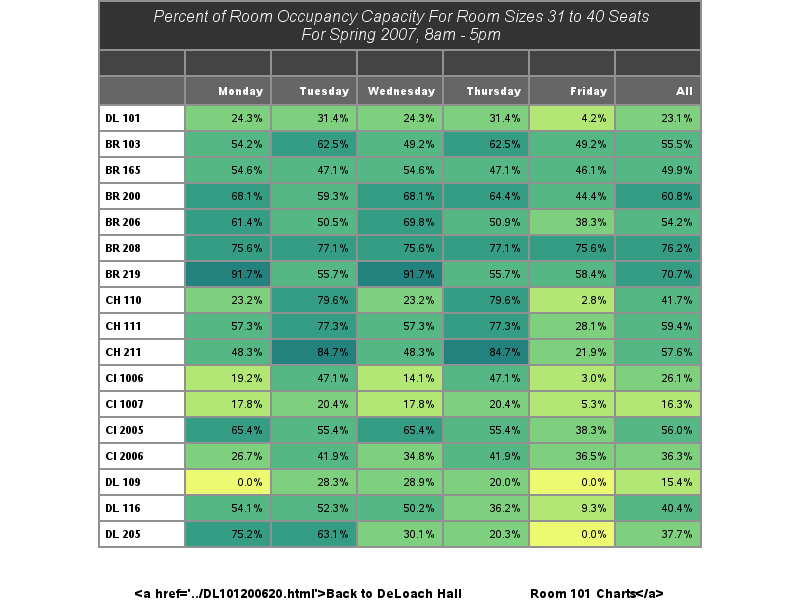 Percent of Room Occupancy Capacity For Room Sizes 31 to 40 Seats
For Spring 2007, 8am - 5pm
Monday Tuesday Wednesday Thursday Friday All
DL 101 24.3% 31.4% 24.3% 31.4% 4.2% 23.1%
BR 103 54.2% 62.5% 49.2% 62.5% 49.2% 55.5%
BR 165 54.6% 47.1% 54.6% 47.1% 46.1% 49.9%
BR 200 68.1% 59.3% 68.1% 64.4% 44.4% 60.8%
BR 206 61.4% 50.5% 69.8% 50.9% 38.3% 54.2%
BR 208 75.6% 77.1% 75.6% 77.1% 75.6% 76.2%
BR 219 91.7% 55.7% 91.7% 55.7% 58.4% 70.7%
CH 110 23.2% 79.6% 23.2% 79.6% 2.8% 41.7%
CH 111 57.3% 77.3% 57.3% 77.3% 28.1% 59.4%
CH 211 48.3% 84.7% 48.3% 84.7% 21.9% 57.6%
CI 1006 19.2% 47.1% 14.1% 47.1% 3.0% 26.1%
CI 1007 17.8% 20.4% 17.8% 20.4% 5.3% 16.3%
CI 2005 65.4% 55.4% 65.4% 55.4% 38.3% 56.0%
CI 2006 26.7% 41.9% 34.8% 41.9% 36.5% 36.3%
DL 109 0.0% 28.3% 28.9% 20.0% 0.0% 15.4%
DL 116 54.1% 52.3% 50.2% 36.2% 9.3% 40.4%
DL 205 75.2% 63.1% 30.1% 20.3% 0.0% 37.7%
<a href='../DL101200620.html'>Back to DeLoach Hall Room 101 Charts</a>